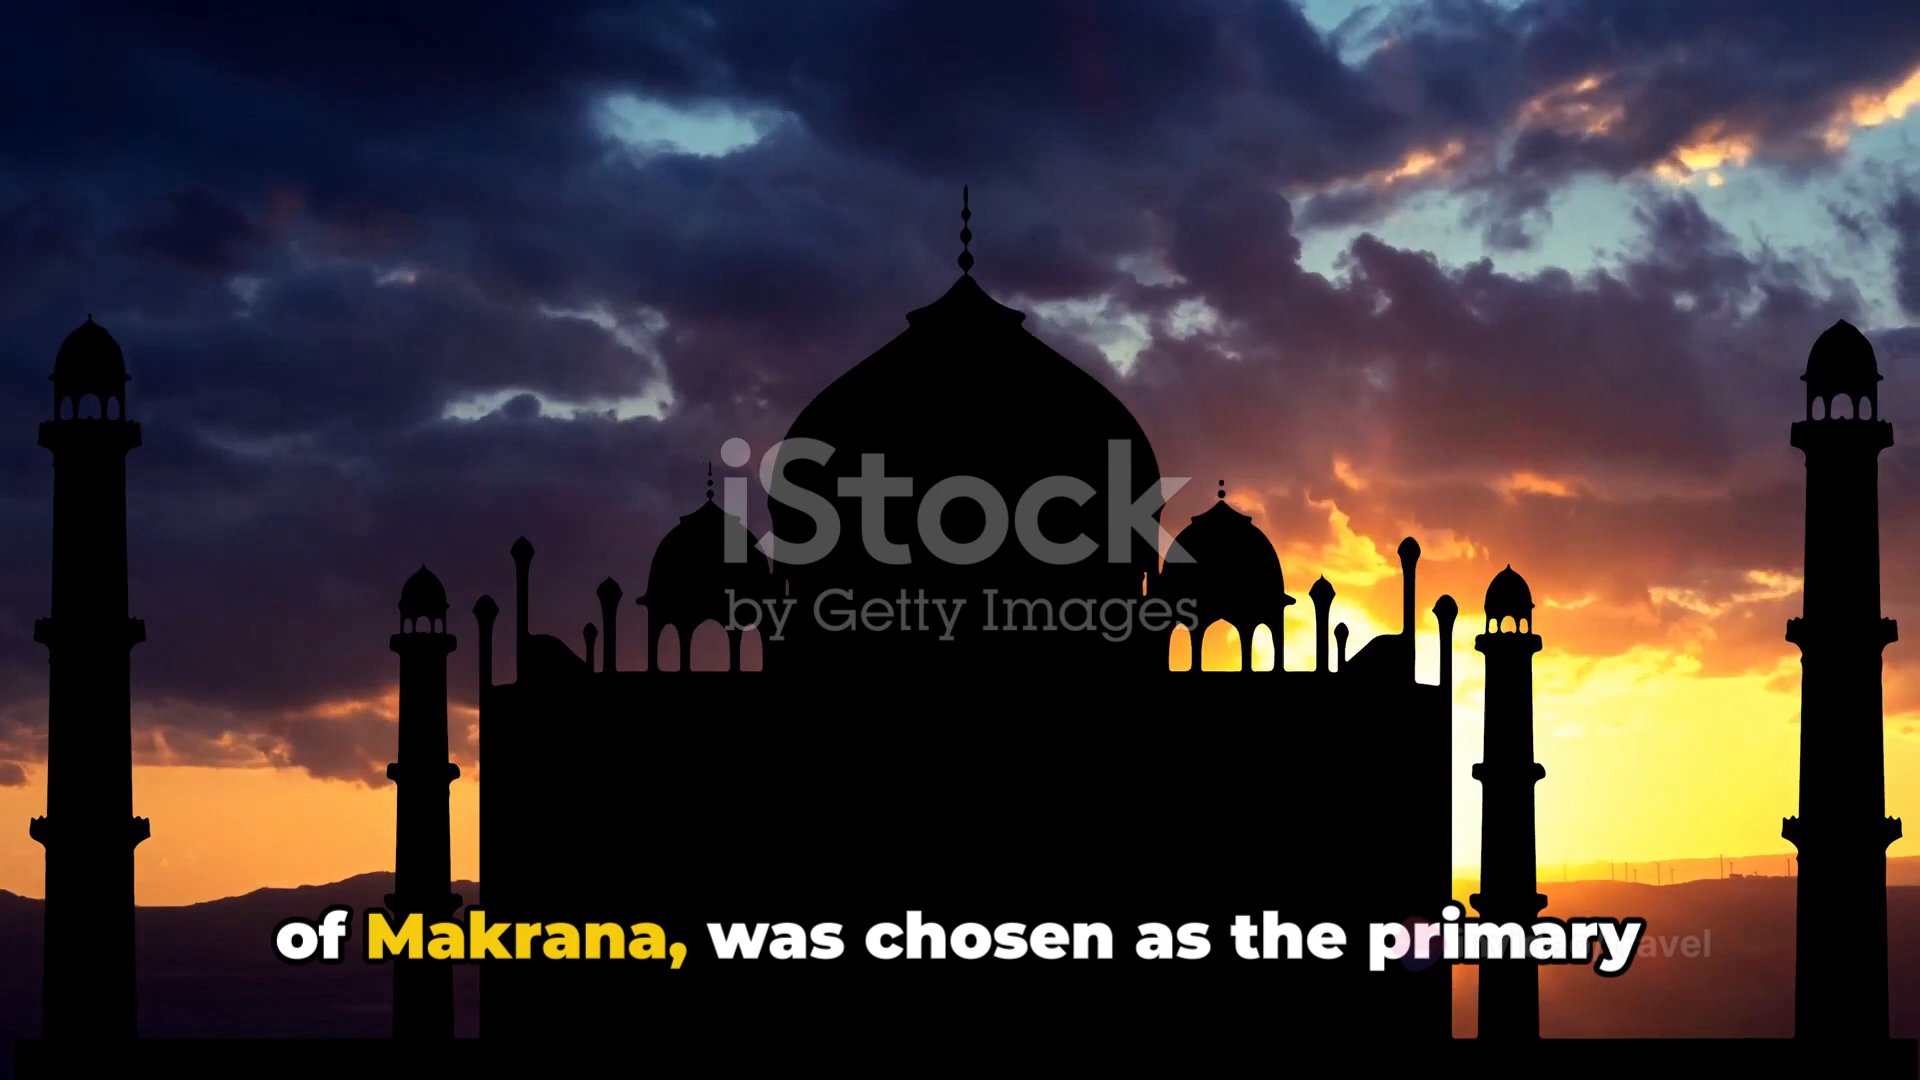 iStock
by Getty Images
of Makrana, was chosen as the primary